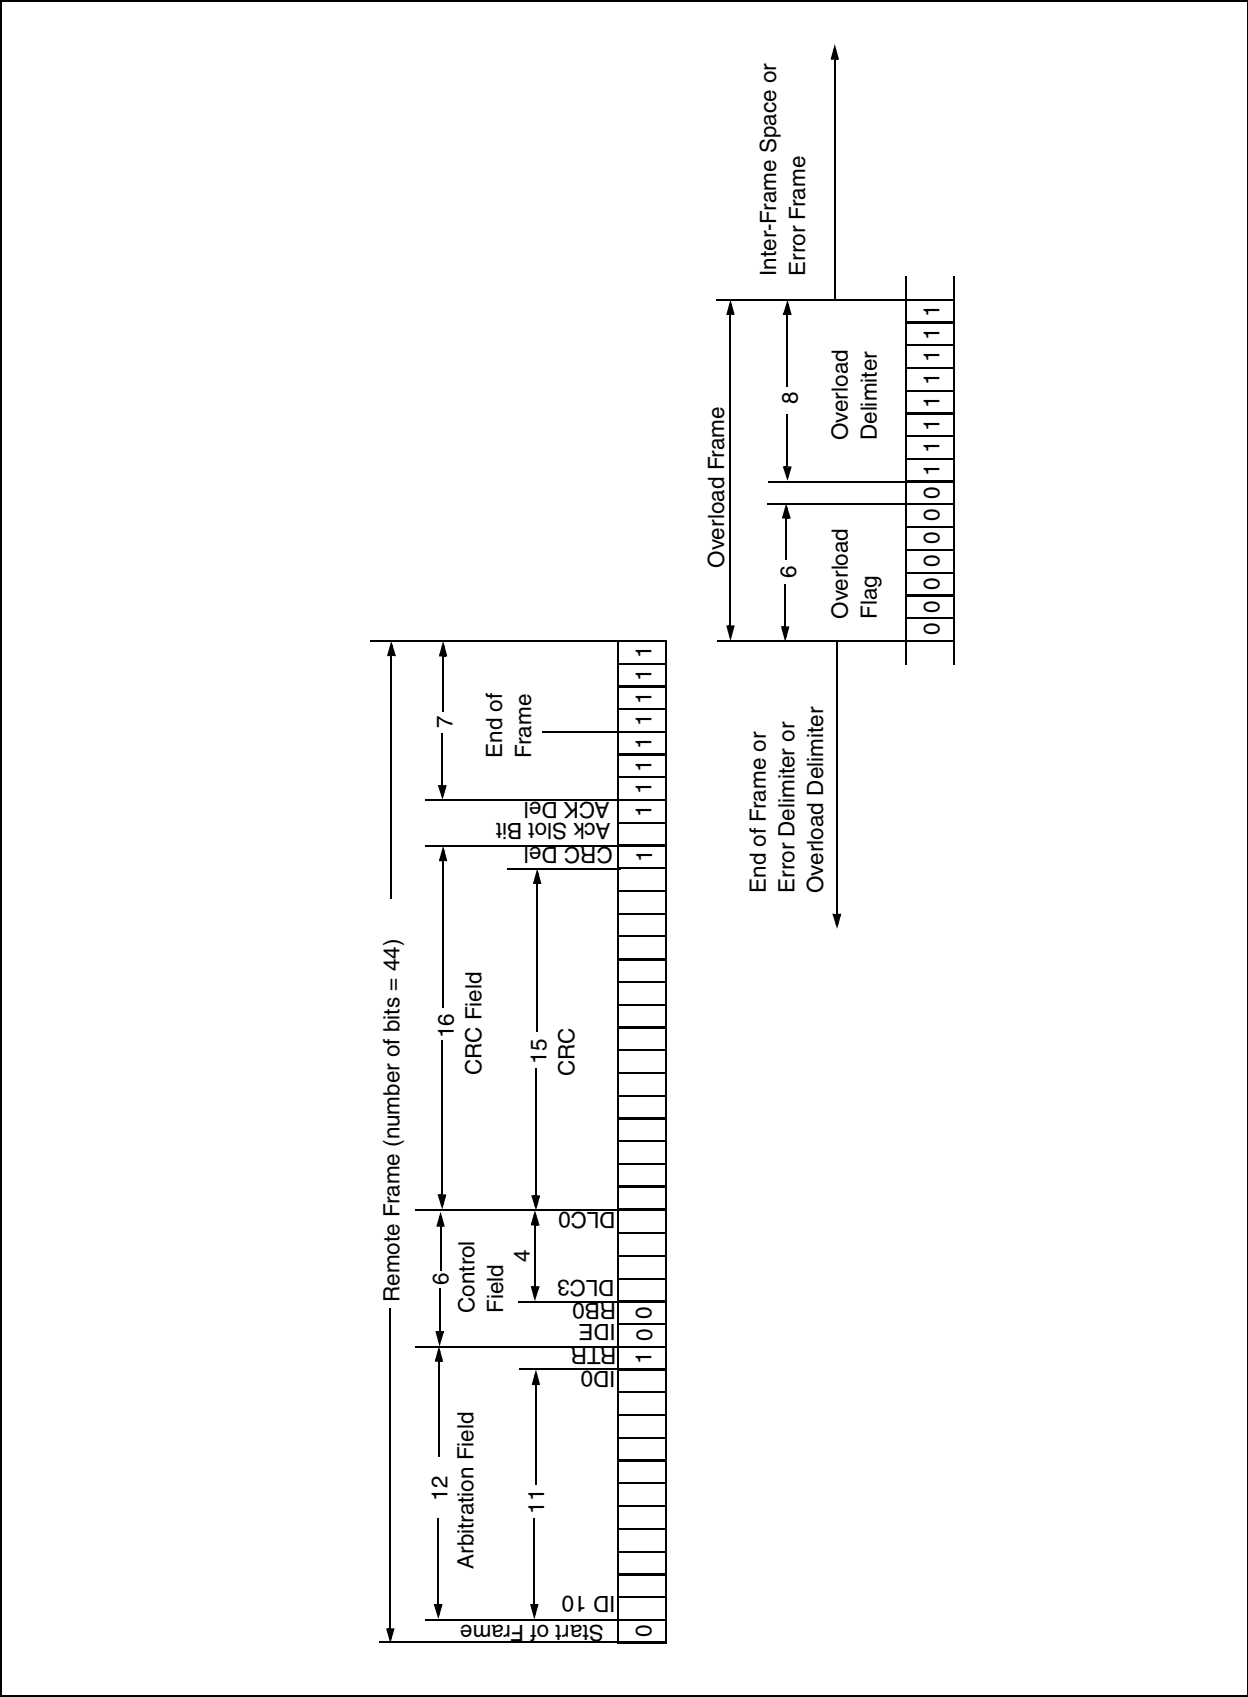 Remote Frame (number of bits = 44)
12
Arbitration Field
6
Control
Field
16
CRC Field
7
End of
Frame
11
4
15
CRC
Start of Frame
ID 10
ID0
RTR
IDE
RB0
DLC3
DLC0
CRC Del
Ack Slot Bit
ACK Del
0 1 0 0 1 1 1 1 1 1 1 1 1
Overload Frame
6
8
End of Frame or
Error Delimiter or
Overload Delimiter
Overload
Flag
Overload
Delimiter
Inter-Frame Space or
Error Frame
0 0 0 0 0 0 0 1 1 1 1 1 1 1 1